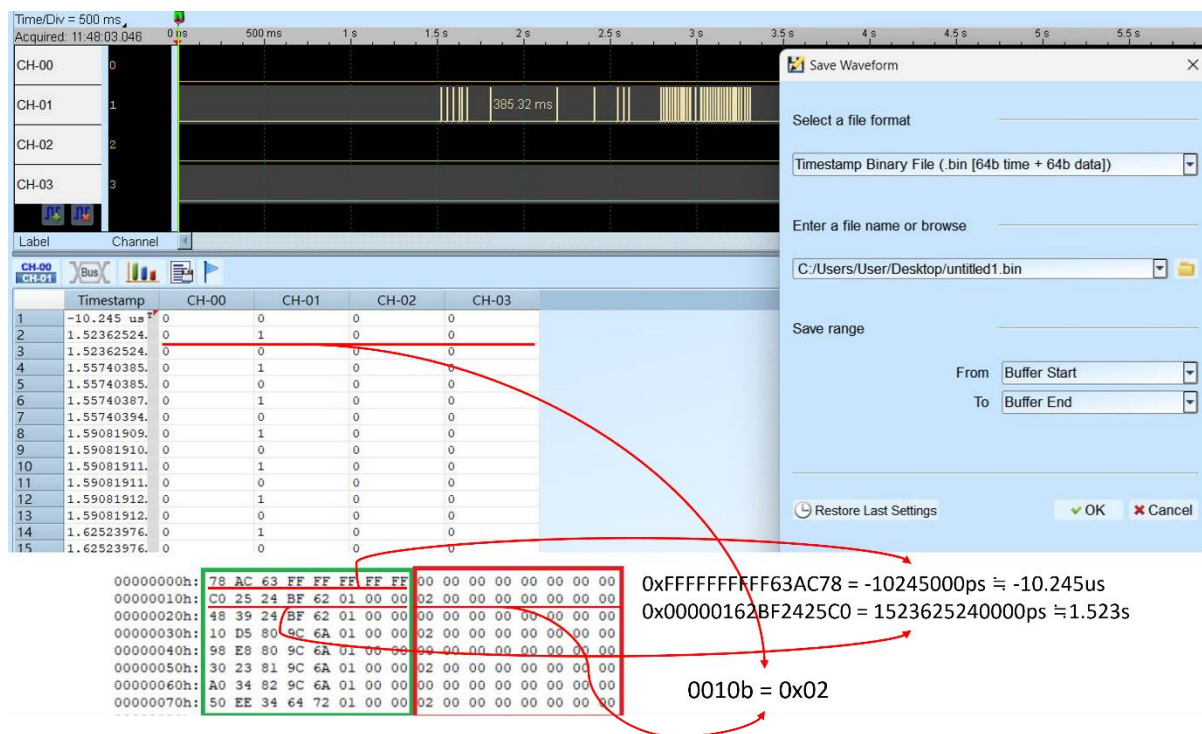 Time/Div = 500 ms
Acquired: 11:48:03.046
0 ps 500 ms 1 s 1.5 s 2 s 2.5 s 3 s 3.5 s 4 s 4.5 s 5 s 5.5 s
CH-00 0
CH-01 1 385.32 ms
CH-02 2
CH-03 3
Label Channel
CH-00
CH-01
Bus
Timestamp CH-00 CH-01 CH-02 CH-03
1 -10.245 us 0 0 0 0
2 1.52362524. 0 1 0 0
3 1.52362524. 0 0 0 0
4 1.55740385. 0 1 0 0
5 1.55740385. 0 0 0 0
6 1.55740387. 0 1 0 0
7 1.55740394. 0 0 0 0
8 1.59081909. 0 1 0 0
9 1.59081910. 0 0 0 0
10 1.59081911. 0 1 0 0
11 1.59081911. 0 0 0 0
12 1.59081912. 0 1 0 0
13 1.59081912. 0 0 0 0
14 1.62523976. 0 1 0 0
15 1.62523976. 0 0 0 0
Save Waveform
Select a file format
Timestamp Binary File (.bin [64b time + 64b data])
Enter a file name or browse
C:/Users/User/Desktop/untitled1.bin
Save range
From Buffer Start
To Buffer End
Restore Last Settings OK Cancel
00000000h: 78 AC 63 FF FF FF FF FF 00 00 00 00 00 00 00 00
00000010h: C0 25 24 BF 62 01 00 00 02 00 00 00 00 00 00 00
00000020h: 48 39 24 BF 62 01 00 00 00 00 00 00 00 00 00 00
00000030h: 10 D5 80 9C 6A 01 00 00 02 00 00 00 00 00 00 00
00000040h: 98 E8 80 9C 6A 01 00 00 00 00 00 00 00 00 00 00
00000050h: 30 23 81 9C 6A 01 00 00 02 00 00 00 00 00 00 00
00000060h: A0 34 82 9C 6A 01 00 00 00 00 00 00 00 00 00 00
00000070h: 50 EE 34 64 72 01 00 00 02 00 00 00 00 00 00 00
0xFFFFFFFFFF63AC78 = -10245000ps ≒ -10.245us
0x00000162BF2425C0 = 1523625240000ps ≒1.523s
0010b = 0x02